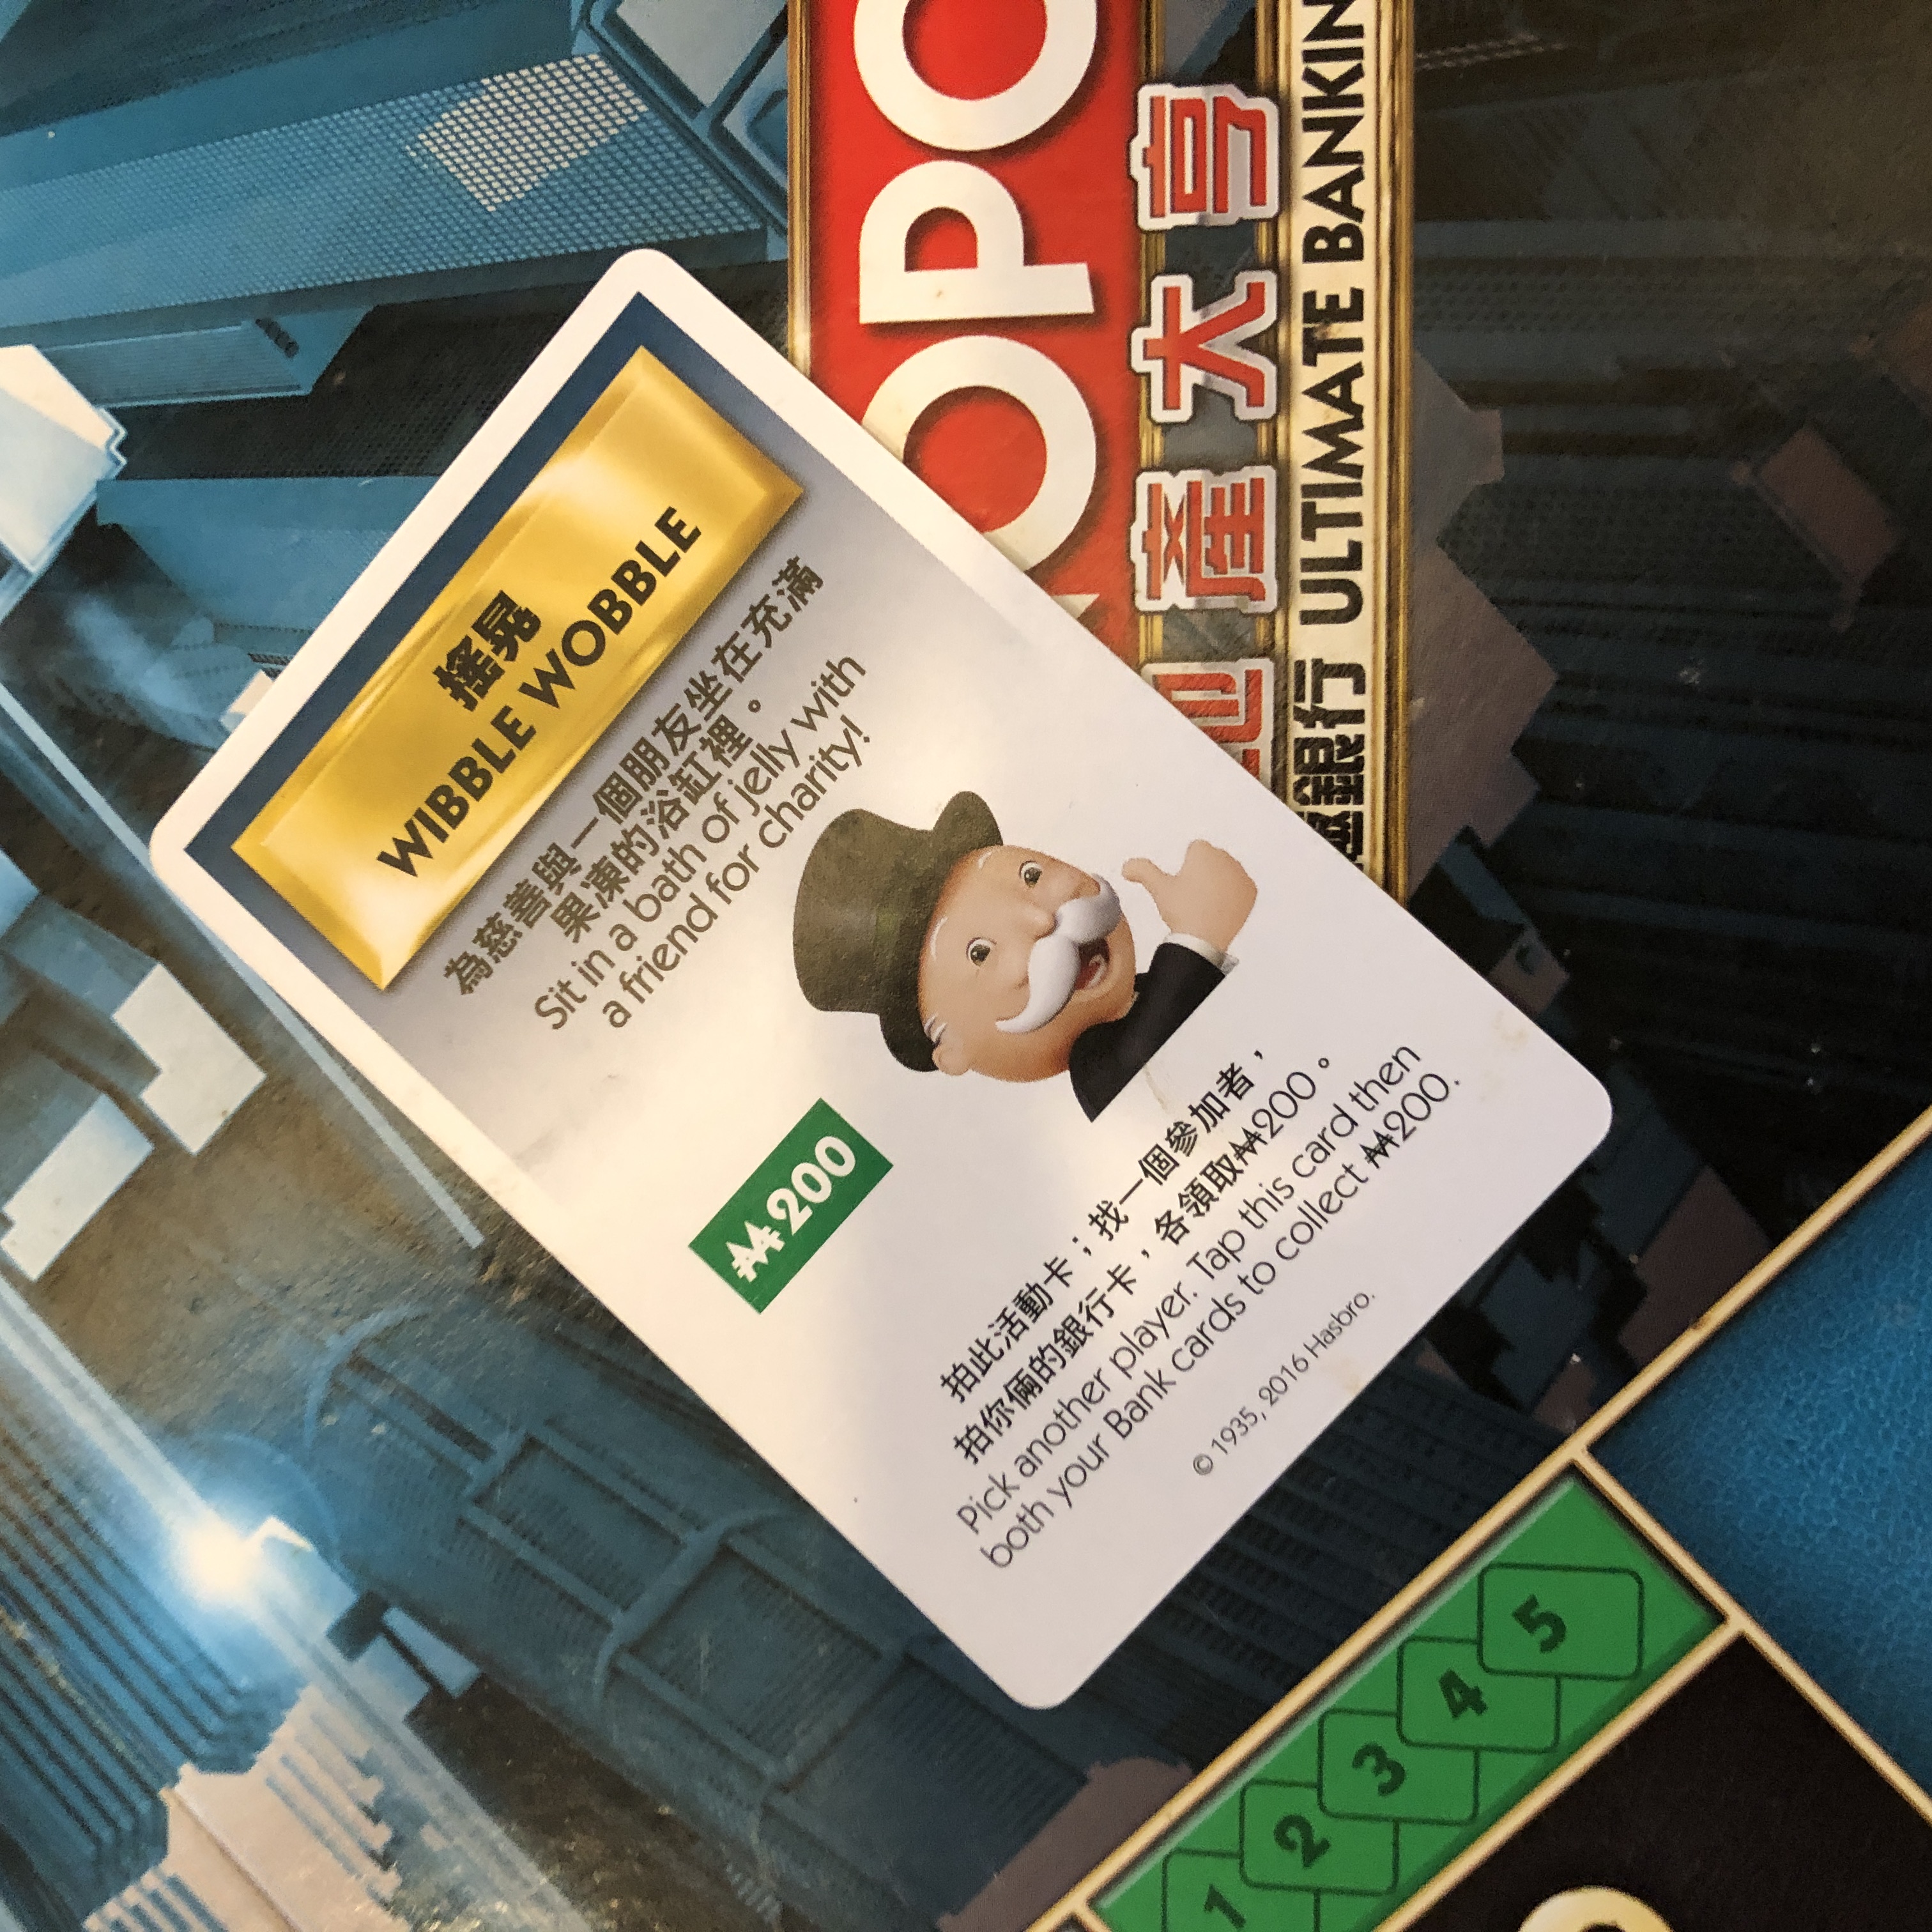 搖晃
WIBBLE WOBBLE
為慈善與一個朋友坐在充滿
果凍的浴缸裡。
Sit in a bath of jelly with
a friend for charity!
200
拍此活動卡；找一個參加者，
拍你倆的銀行卡，各領取₩200。
Pick another player. Tap this card then
both your Bank cards to collect ₩200.
© 1935, 2016 Hasbro.
OPO
地產大亨
極銀行 ULTIMATE BANKIN
1
2
3
4
5